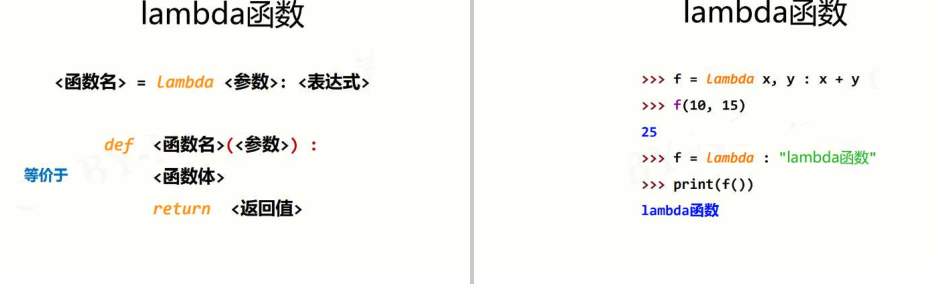 lambda函数
<函数名> = lambda <参数>: <表达式>
def <函数名>(<参数>) :
等价于 <函数体>
return <返回值>
lambda函数
>>> f = lambda x, y : x + y
>>> f(10, 15)
25
>>> f = lambda : "lambda函数"
>>> print(f())
lambda函数